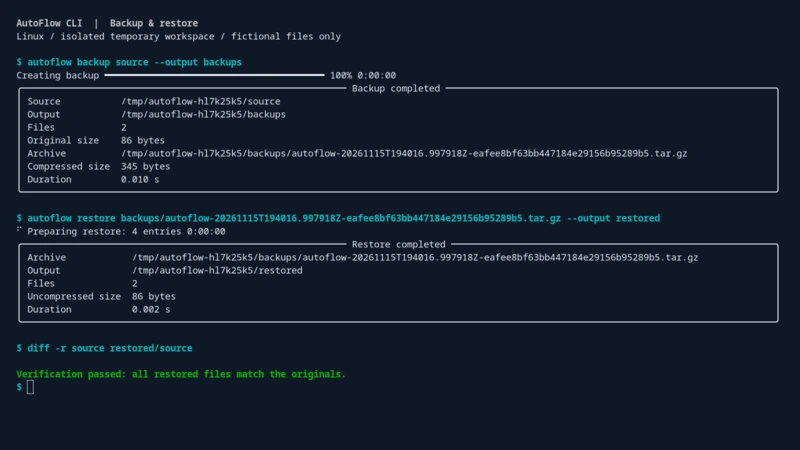 AutoFlow CLI | Backup & restore
Linux / isolated temporary workspace / fictional files only
$ autoflow backup source --output backups
Creating backup 100% 0:00:00
Backup completed
Source /tmp/autoflow-hl7k25k5/source
Output /tmp/autoflow-hl7k25k5/backups
Files 2
Original size 86 bytes
Archive /tmp/autoflow-hl7k25k5/backups/autoflow-20261115T194016.997918Z-eafee8bf63bb447184e29156b95289b5.tar.gz
Compressed size 345 bytes
Duration 0.010 s
$ autoflow restore backups/autoflow-20261115T194016.997918Z-eafee8bf63bb447184e29156b95289b5.tar.gz --output restored
Preparing restore: 4 entries 0:00:00
Restore completed
Archive /tmp/autoflow-hl7k25k5/backups/autoflow-20261115T194016.997918Z-eafee8bf63bb447184e29156b95289b5.tar.gz
Output /tmp/autoflow-hl7k25k5/restored
Files 2
Uncompressed size 86 bytes
Duration 0.002 s
$ diff -r source restored/source
Verification passed: all restored files match the originals.
$